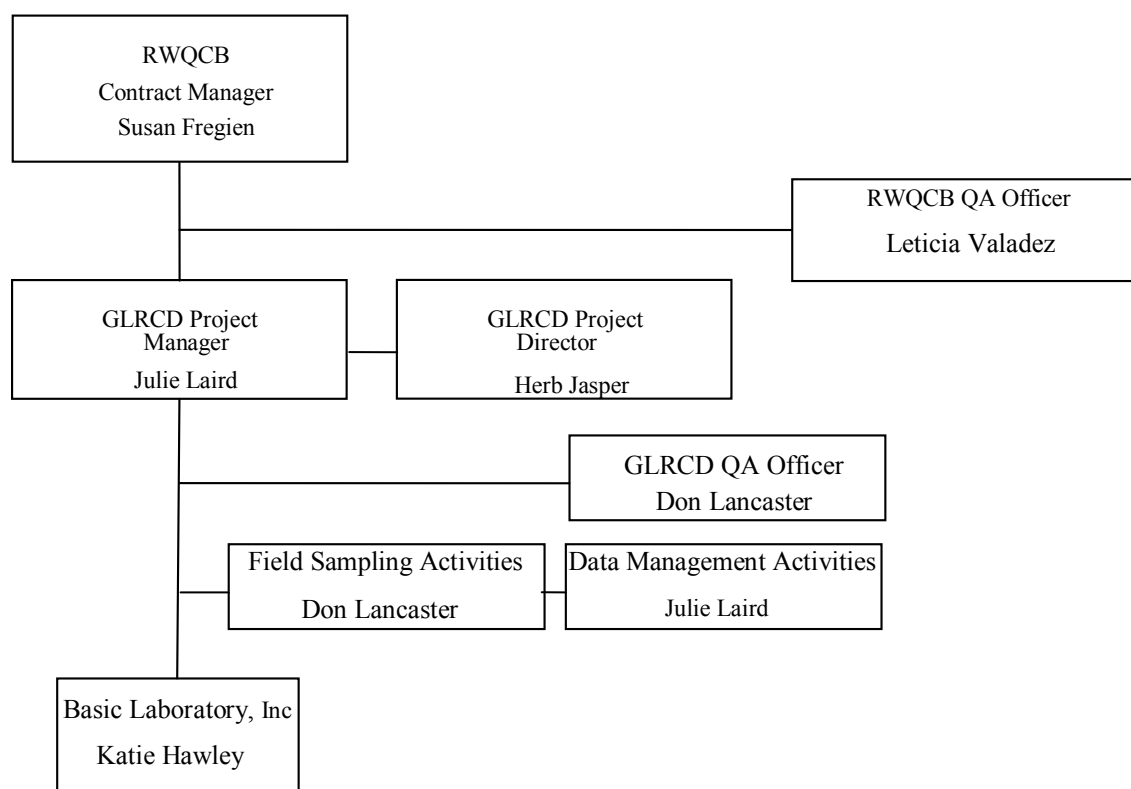 RWQCB
Contract Manager
Susan Fregien
RWQCB QA Officer
Leticia Valadez
GLRCD Project
Manager
Julie Laird
GLRCD Project
Director
Herb Jasper
GLRCD QA Officer
Don Lancaster
Field Sampling Activities
Don Lancaster
Data Management Activities
Julie Laird
Basic Laboratory, Inc
Katie Hawley